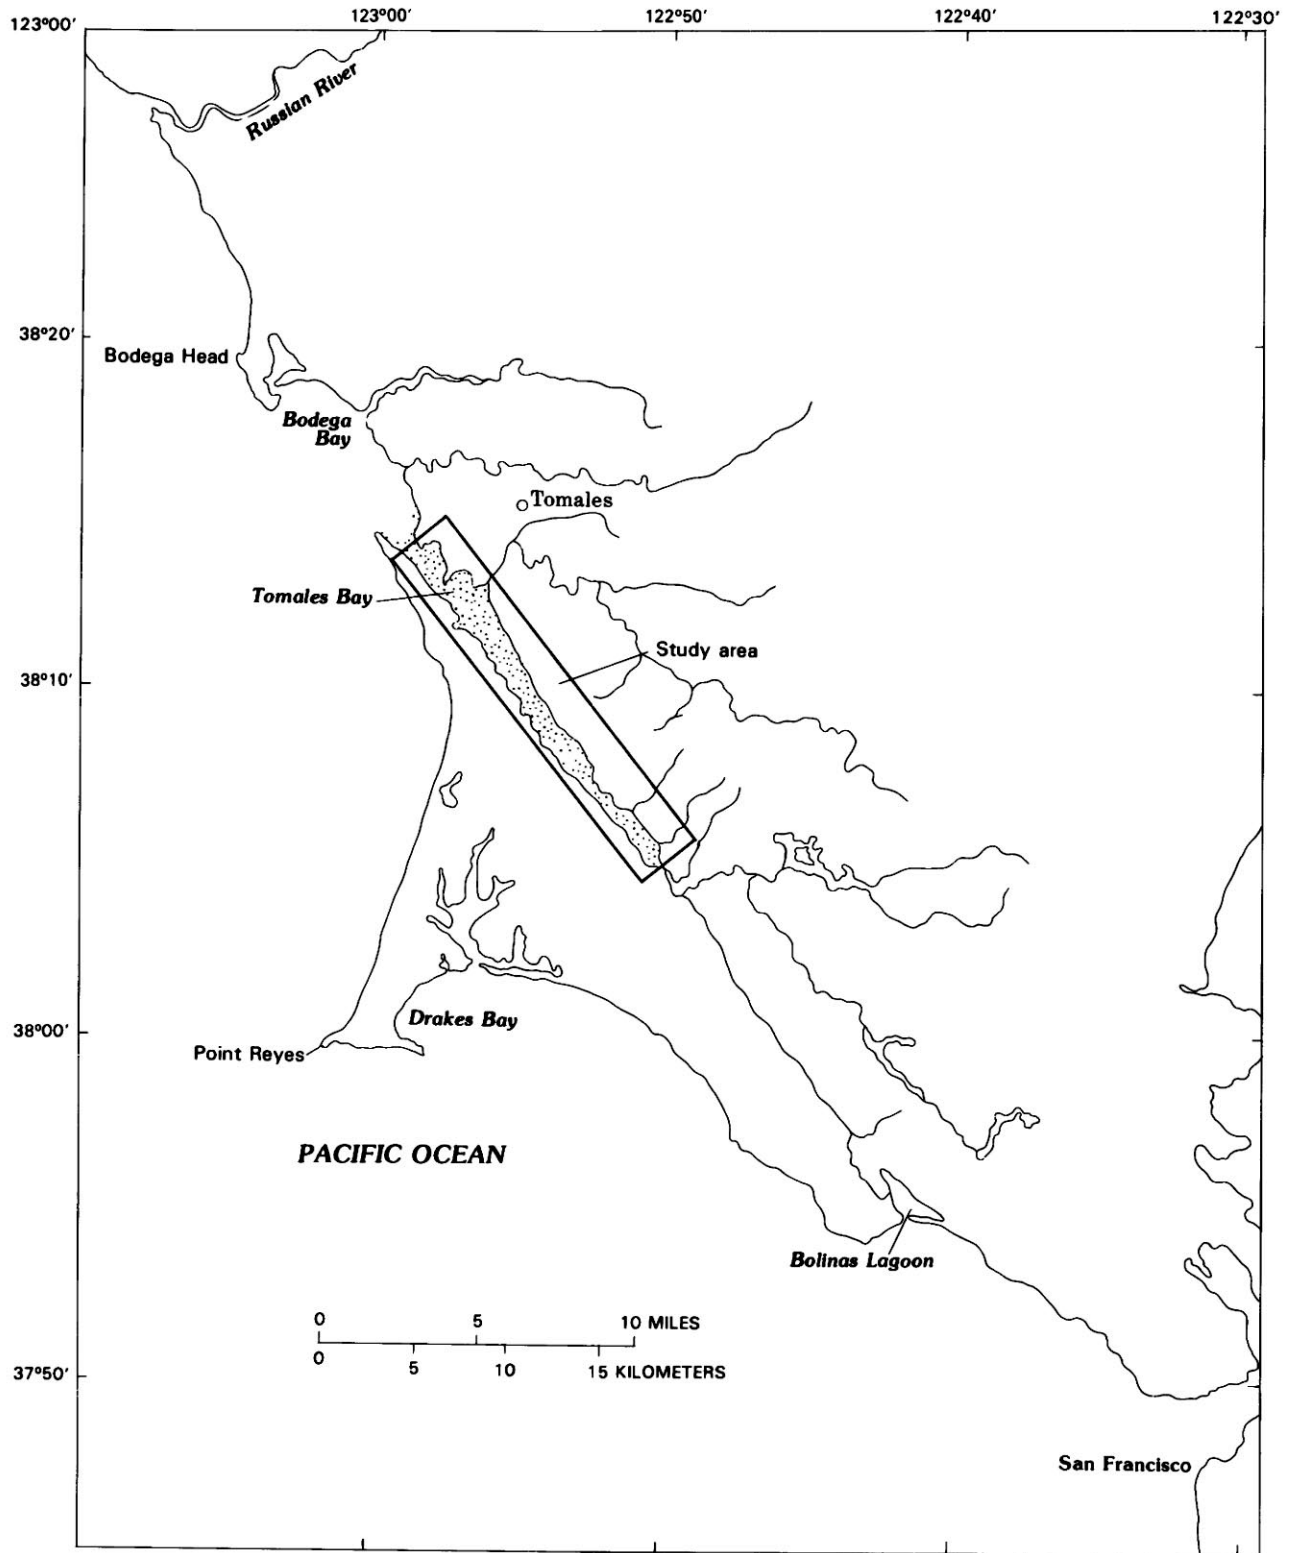 123°00′ 123°00′ 122°50′ 122°40′ 122°30′
Russian River
38°20′
Bodega Head
Bodega
Bay
Tomales
Tomales Bay
Study area
38°10′
Drakes Bay
38°00′
Point Reyes
PACIFIC OCEAN
Bolinas Lagoon
0 5 10 MILES
0 5 10 15 KILOMETERS
37°50′
San Francisco